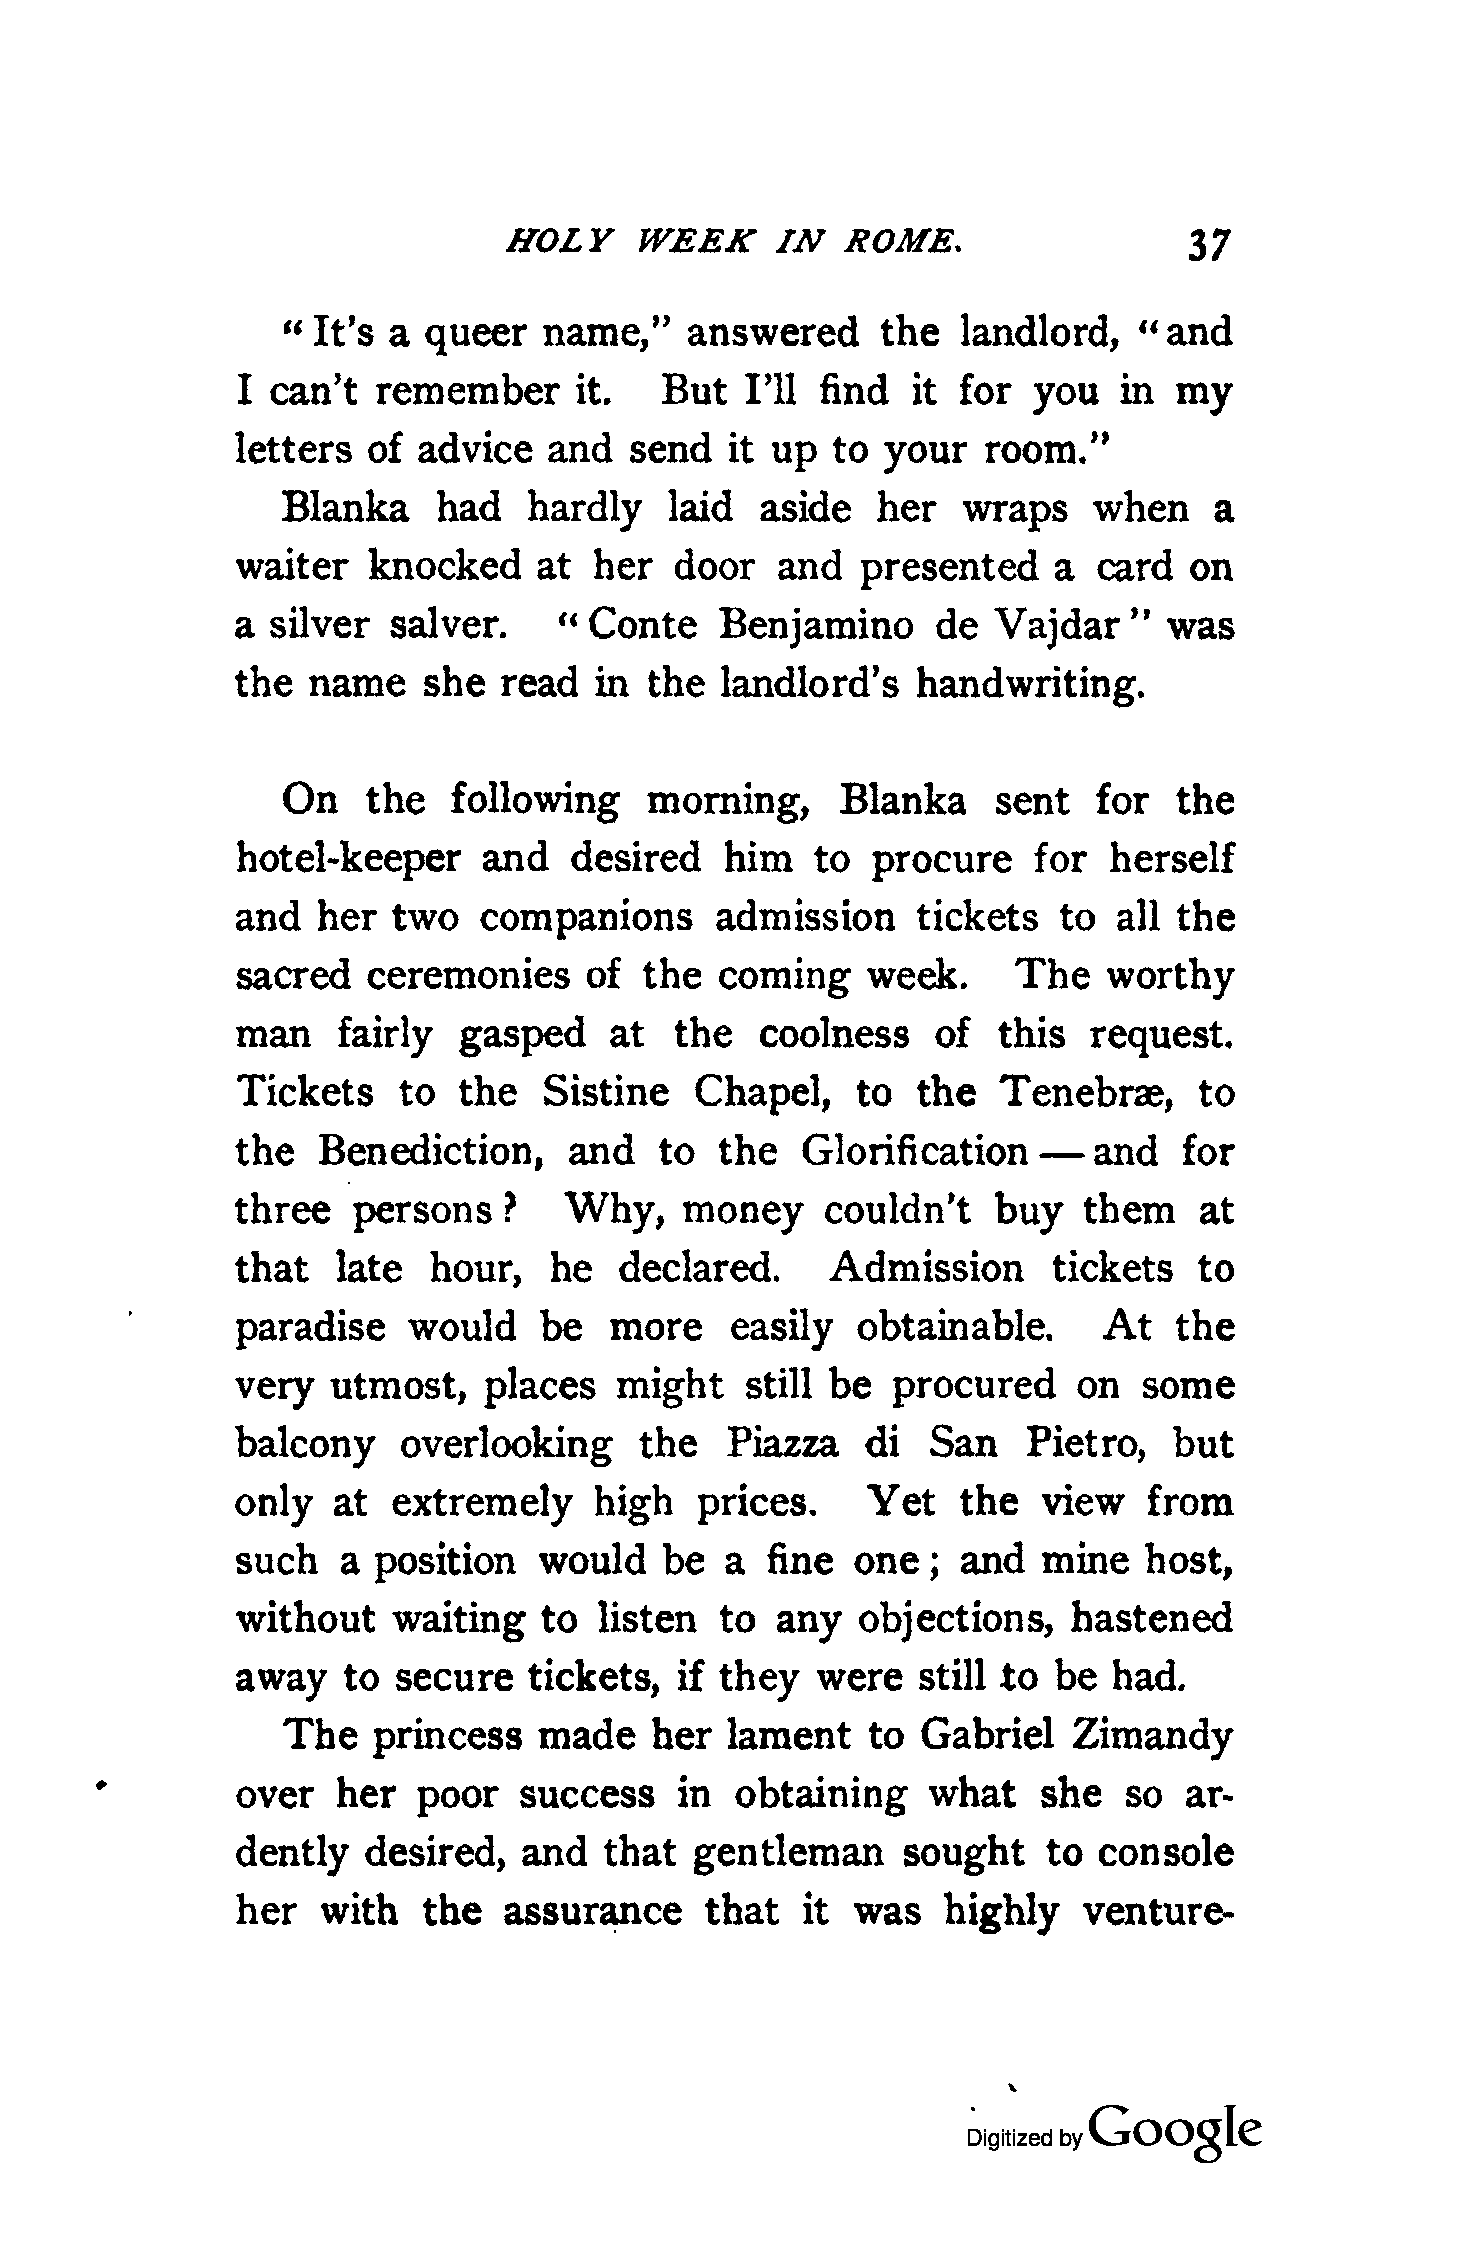 HOLY WEEK IN ROME. 37
"It's a queer name," answered the landlord, "and
I can't remember it. But I'll find it for you in my
letters of advice and send it up to your room."
Blanka had hardly laid aside her wraps when a
waiter knocked at her door and presented a card on
a silver salver. "Conte Benjamino de Vajdar" was
the name she read in the landlord's handwriting.
On the following morning, Blanka sent for the
hotel-keeper and desired him to procure for herself
and her two companions admission tickets to all the
sacred ceremonies of the coming week. The worthy
man fairly gasped at the coolness of this request.
Tickets to the Sistine Chapel, to the Tenebræ, to
the Benediction, and to the Glorification — and for
three persons? Why, money couldn't buy them at
that late hour, he declared. Admission tickets to
paradise would be more easily obtainable. At the
very utmost, places might still be procured on some
balcony overlooking the Piazza di San Pietro, but
only at extremely high prices. Yet the view from
such a position would be a fine one; and mine host,
without waiting to listen to any objections, hastened
away to secure tickets, if they were still to be had.
The princess made her lament to Gabriel Zimandy
over her poor success in obtaining what she so ar-
dently desired, and that gentleman sought to console
her with the assurance that it was highly venture-
Digitized by Google